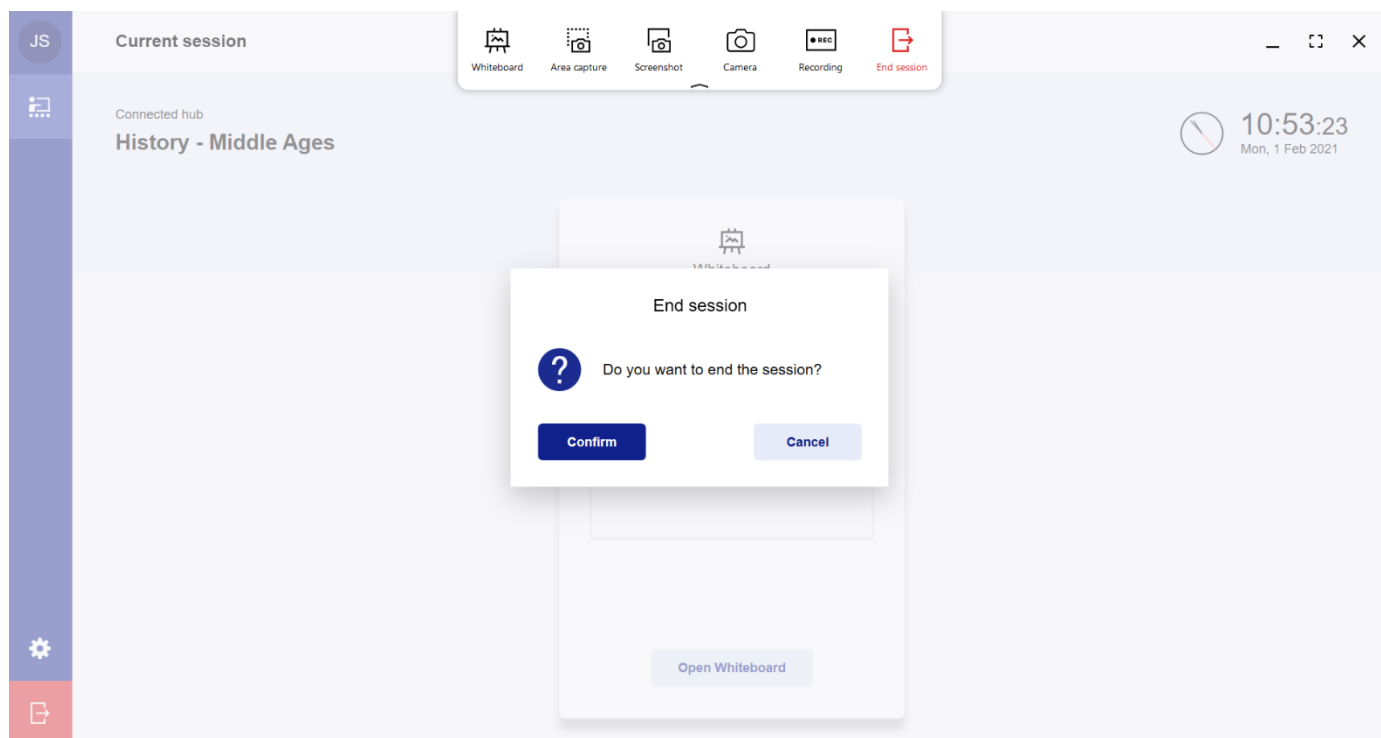 JS
Current session
Whiteboard
Area capture
Screenshot
Camera
REC
Recording
End session
Connected hub
History - Middle Ages
10:53:23
Mon, 1 Feb 2021
Whiteboard
End session
?
Do you want to end the session?
Confirm
Cancel
Open Whiteboard